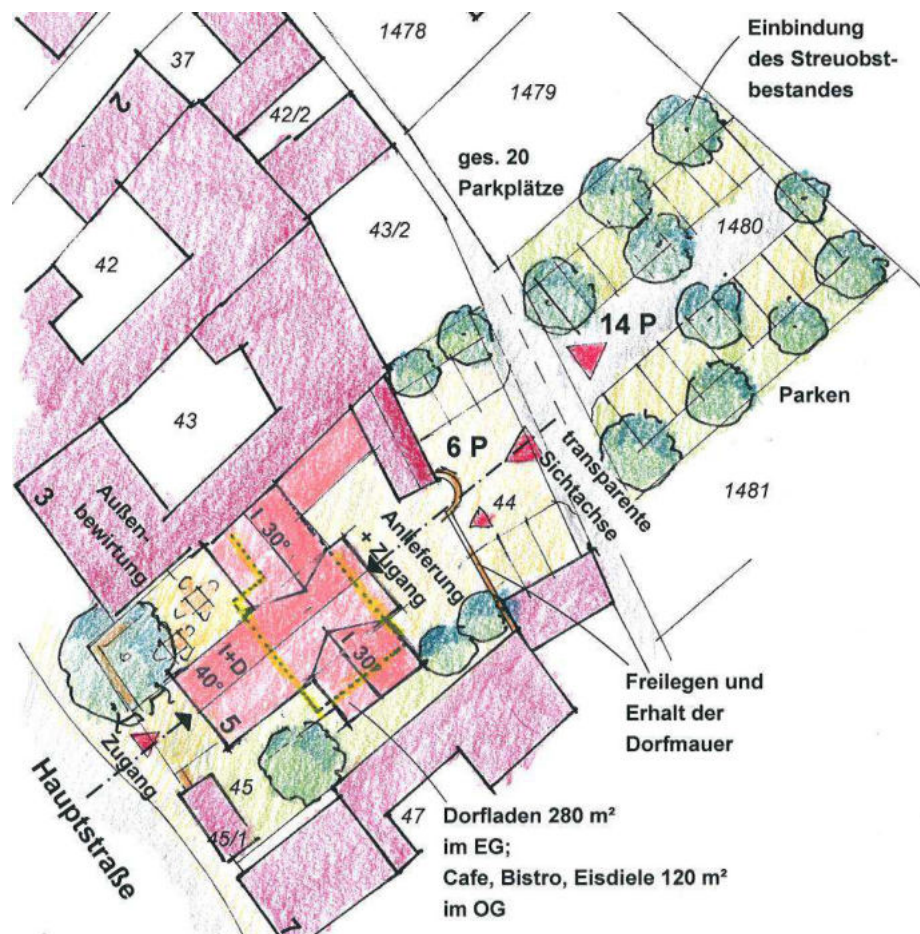 1478
Einbindung
des Streuobst-
bestandes
37
2
1479
42/2
ges. 20
Parkplätze
43/2
1480
42
14 P
43
Parken
6 P
transparente
Sichtachse
1481
3
Außen-
bewirtung
44
I 30°
Anlieferung
+ Zugang
I+D
40°
I 30°
5
Freilegen und
Erhalt der
Dorfmauer
Zugang
Hauptstraße
45
45/1
47
Dorfladen 280 m²
im EG;
Cafe, Bistro, Eisdiele 120 m²
im OG
7